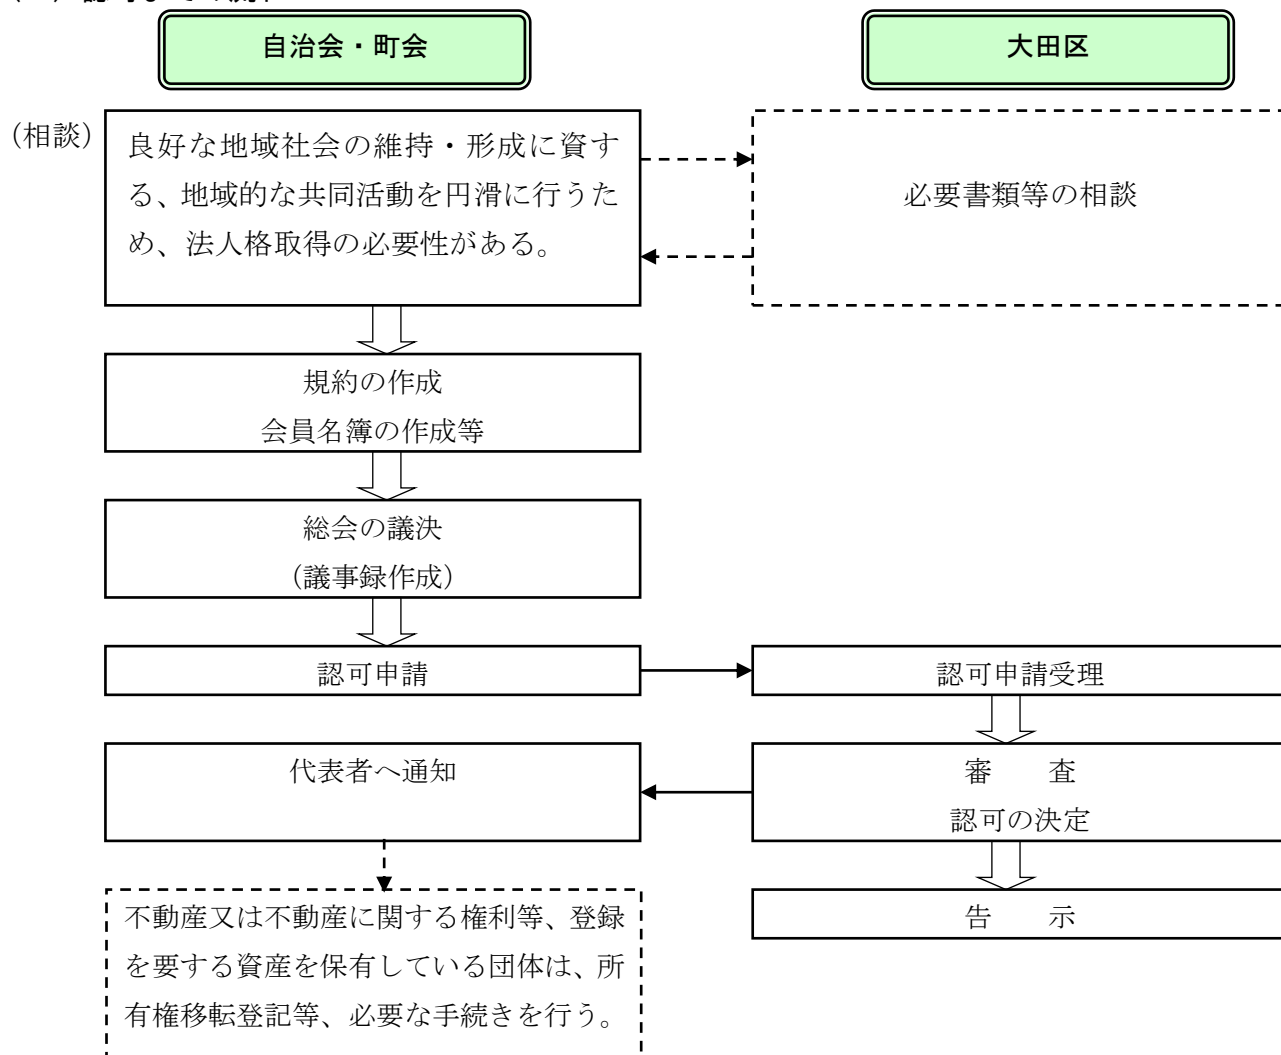 自治会・町会
大田区
(相談)
良好な地域社会の維持・形成に資す
る、地域的な共同活動を円滑に行うた
め、法人格取得の必要性がある。
必要書類等の相談
規約の作成
会員名簿の作成等
総会の議決
(議事録作成)
認可申請
認可申請受理
代表者へ通知
審　査
認可の決定
不動産又は不動産に関する権利等、登録
を要する資産を保有している団体は、所
有権移転登記等、必要な手続きを行う。
告　示